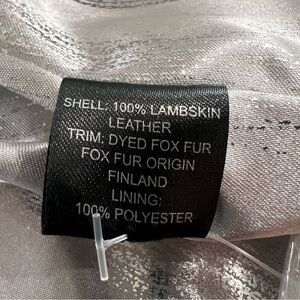 SHELL: 100% LAMBSKIN
LEATHER
TRIM: DYED FOX FUR
FOX FUR ORIGIN
FINLAND
LINING:
100% POLYESTER